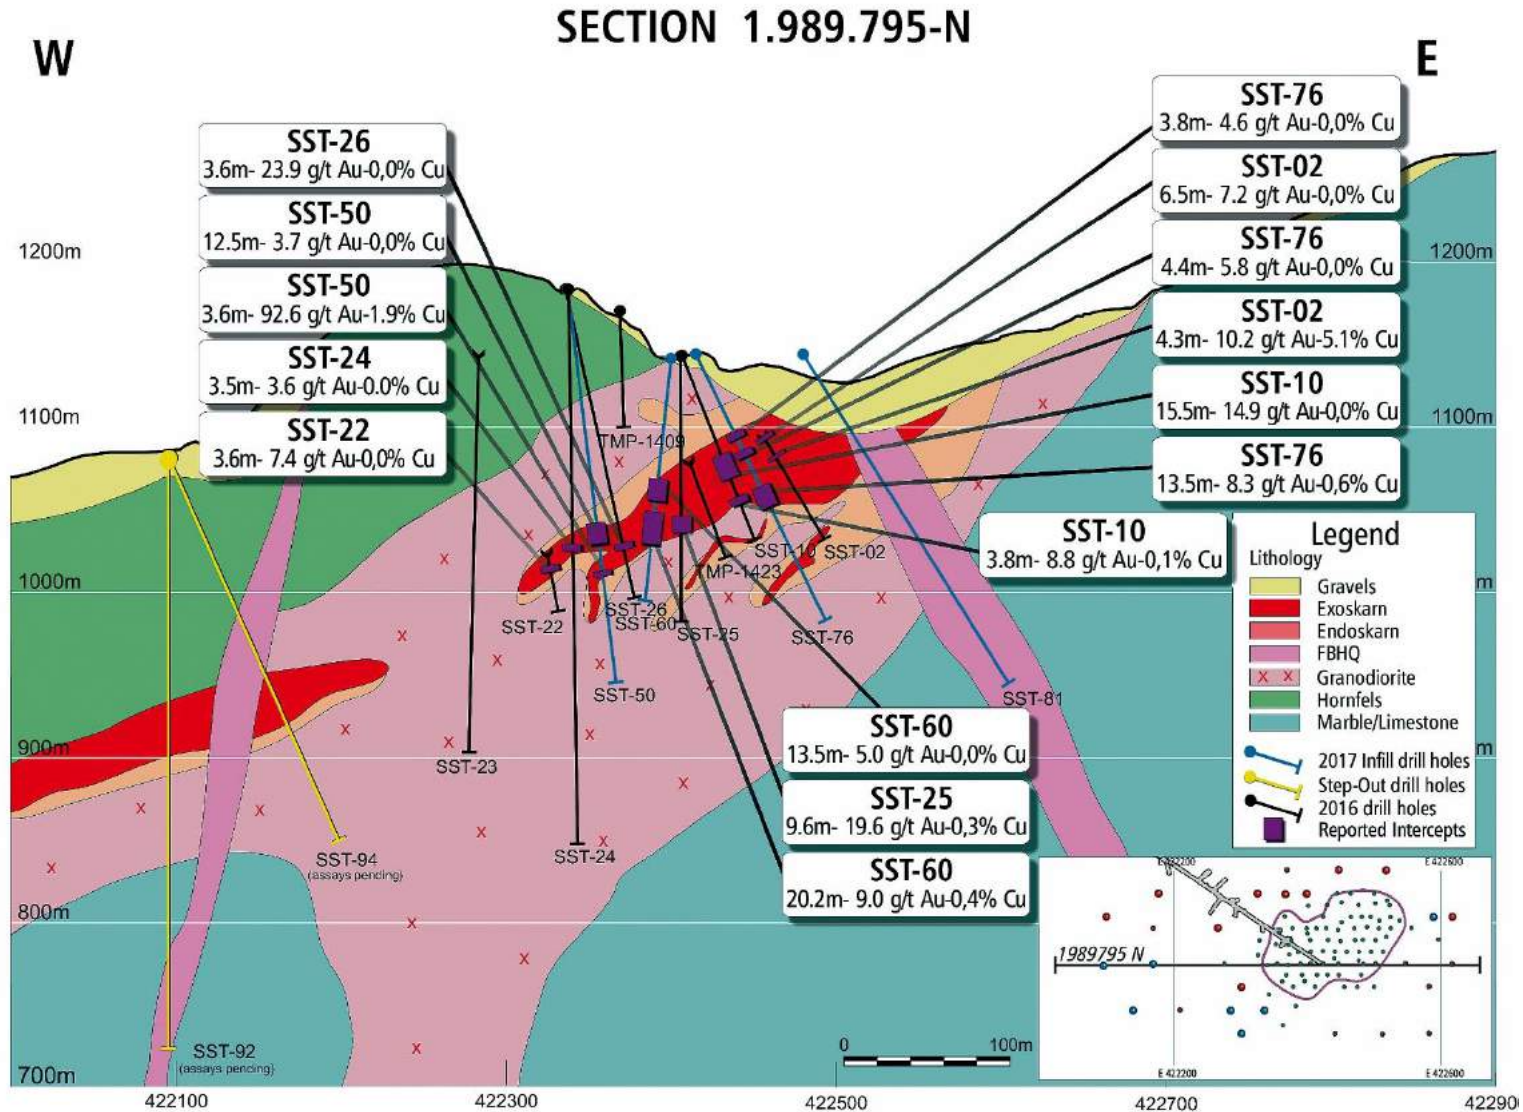 SECTION 1.989.795-N
W
E
SST-26
3.6m- 23.9 g/t Au-0,0% Cu
SST-50
12.5m- 3.7 g/t Au-0,0% Cu
SST-50
3.6m- 92.6 g/t Au-1.9% Cu
SST-24
3.5m- 3.6 g/t Au-0.0% Cu
SST-22
3.6m- 7.4 g/t Au-0,0% Cu
SST-76
3.8m- 4.6 g/t Au-0,0% Cu
SST-02
6.5m- 7.2 g/t Au-0,0% Cu
SST-76
4.4m- 5.8 g/t Au-0,0% Cu
SST-02
4.3m- 10.2 g/t Au-5.1% Cu
SST-10
15.5m- 14.9 g/t Au-0,0% Cu
SST-76
13.5m- 8.3 g/t Au-0,6% Cu
SST-10
3.8m- 8.8 g/t Au-0,1% Cu
SST-60
13.5m- 5.0 g/t Au-0,0% Cu
SST-25
9.6m- 19.6 g/t Au-0,3% Cu
SST-60
20.2m- 9.0 g/t Au-0,4% Cu
1200m
1200m
1100m
1100m
1000m
m
900m
m
800m
700m
TMP-1409
SST-10
SST-02
TMP-1423
SST-22
SST-26
SST-60
SST-25
SST-76
SST-50
SST-81
SST-23
SST-24
SST-94
(assays pending)
SST-92
(assays pending)
Legend
Lithology
Gravels
Exoskarn
Endoskarn
FBHQ
X X Granodiorite
Hornfels
Marble/Limestone
2017 Infill drill holes
Step-Out drill holes
2016 drill holes
Reported Intercepts
E 422200
E 422600
1989795 N
E 422200
E 422600
0
100m
422100
422300
422500
422700
422900